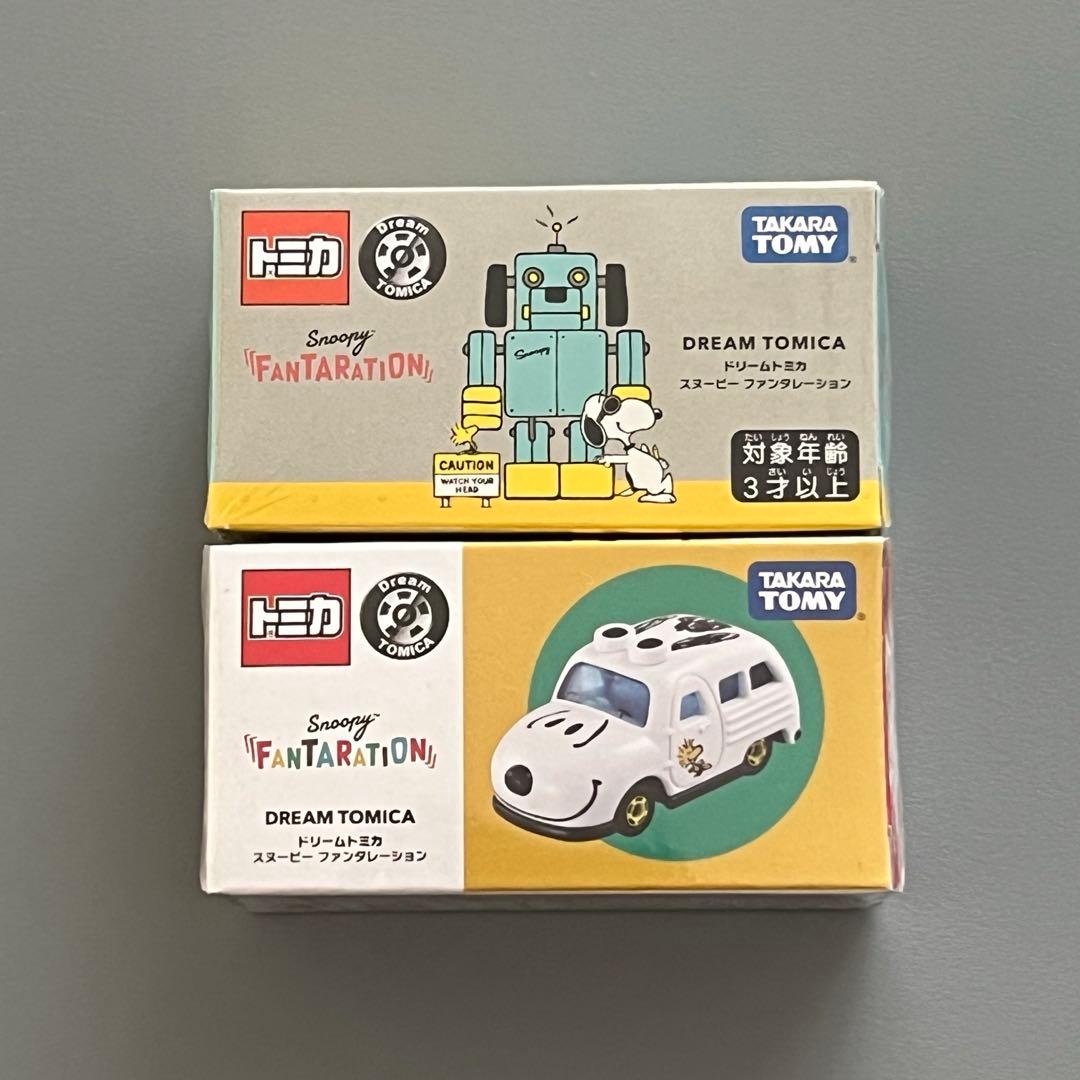 トミカ
Dream
TOMICA
TAKARA
TOMY
Snoopy™
FANTARATION
Snoopy
DREAM TOMICA
ドリームトミカ
スヌーピー ファンタレーション
CAUTION
WATCH YOUR
HEAD
たい しょう ねん れい
対象年齢
さい い じょう
3才以上
トミカ
Dream
TOMICA
TAKARA
TOMY
Snoopy™
FANTARATION
DREAM TOMICA
ドリームトミカ
スヌーピー ファンタレーション